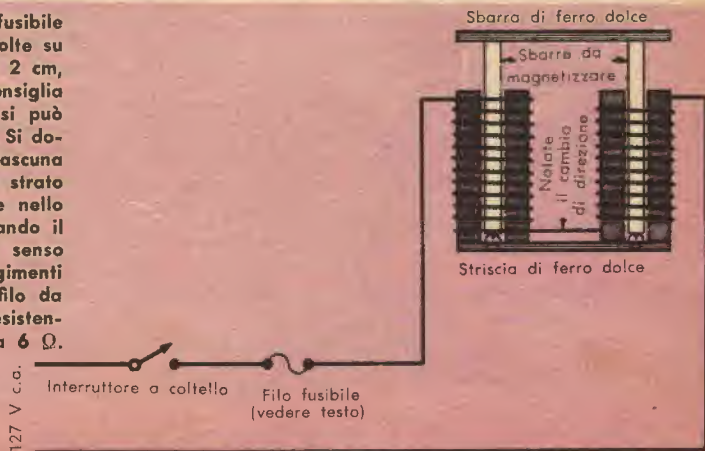 fusibile
olte su
2 cm,
onsiglia
si può
Si do-
ascuna
strato
e nello
ando il
senso
gimenti
filo da
esisten-
a 6 Ω.
Sbarra di ferro dolce
Sbarre da
magnetizzare
Notate
il cambio
di direzione
Striscia di ferro dolce
Interruttore a coltello
Filo fusibile
(vedere testo)
127 V c.a.